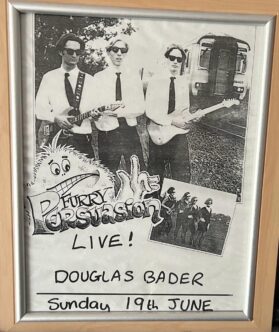 FURRY
PERSUASION
LIVE!
DOUGLAS BADER
Sunday 19th JUNE